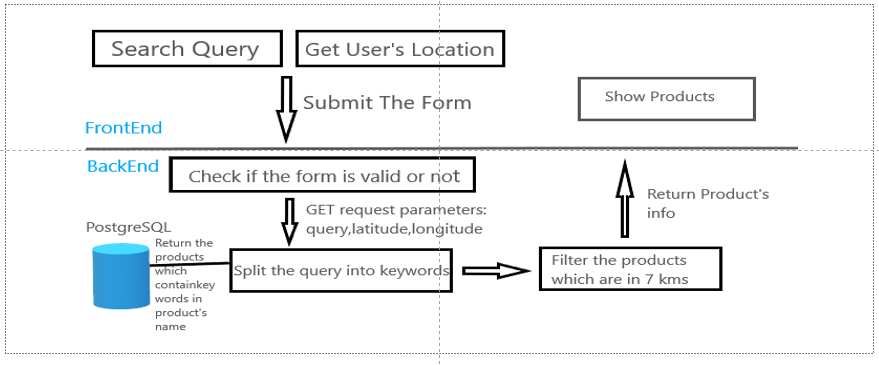 Search Query
Get User's Location
Submit The Form
Show Products
FrontEnd
BackEnd
Check if the form is valid or not
GET request parameters:
query,latitude,longitude
Return Product's
info
PostgreSQL
Return the
products
which
containkey
words in
product's
name
Split the query into keywords
Filter the products
which are in 7 kms